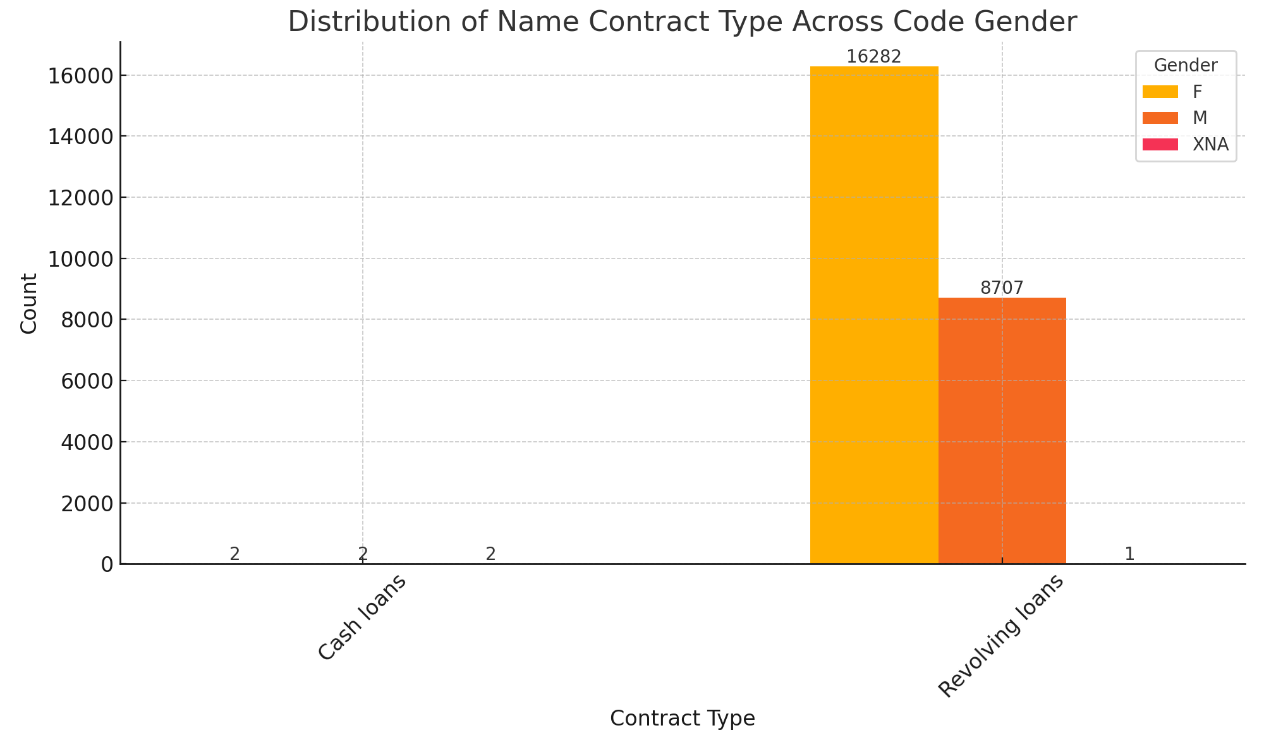 Distribution of Name Contract Type Across Code Gender
Count
16000
14000
12000
10000
8000
6000
4000
2000
0
2
2
2
16282
8707
1
Gender
F
M
XNA
Cash loans
Revolving loans
Contract Type